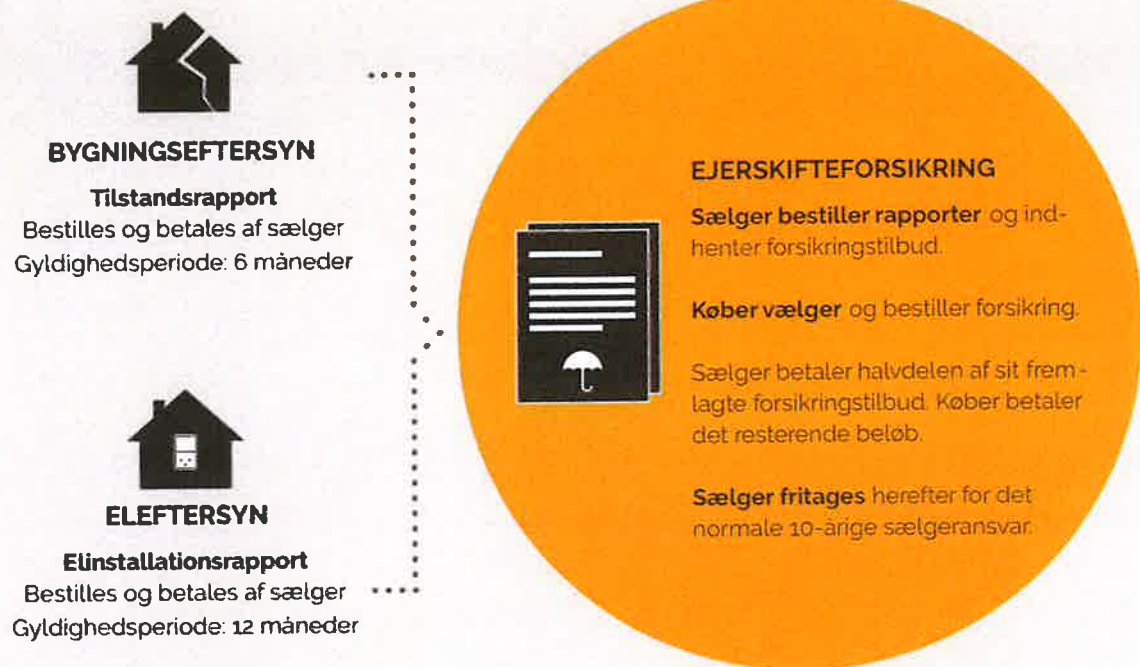 BYGNINGSEFTERSYN
Tilstandsrapport
Bestilles og betales af sælger
Gyldighedsperiode: 6 måneder
ELEFTERSYN
Elinstallationsrapport
Bestilles og betales af sælger
Gyldighedsperiode: 12 måneder
EJERSKIFTEFORSIKRING
Sælger bestiller rapporter og ind-
henter forsikringstilbud.
Køber vælger og bestiller forsikring.
Sælger betaler halvdelen af sit frem-
lagte forsikringstilbud. Køber betaler
det resterende beløb.
Sælger fritages herefter for det
normale 10-årige sælgeransvar.